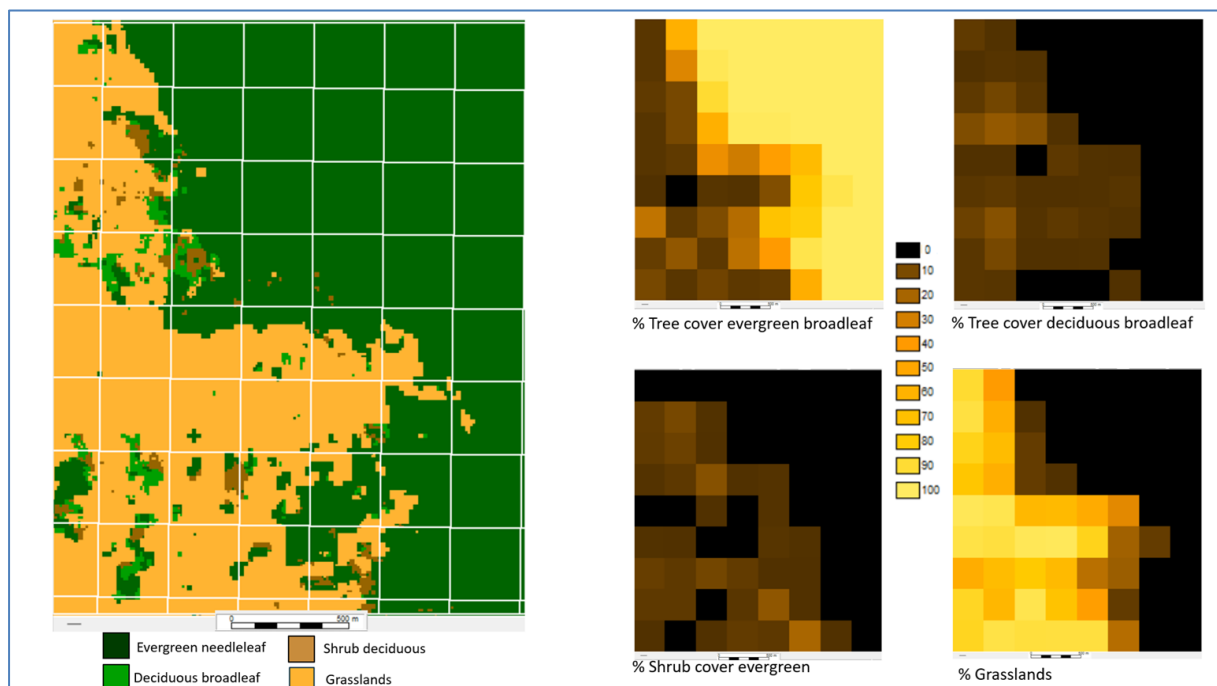 0
500 m
Evergreen needleleaf
Shrub deciduous
Deciduous broadleaf
Grasslands
% Tree cover evergreen broadleaf
% Tree cover deciduous broadleaf
0
10
20
30
40
50
60
70
80
90
100
% Shrub cover evergreen
% Grasslands